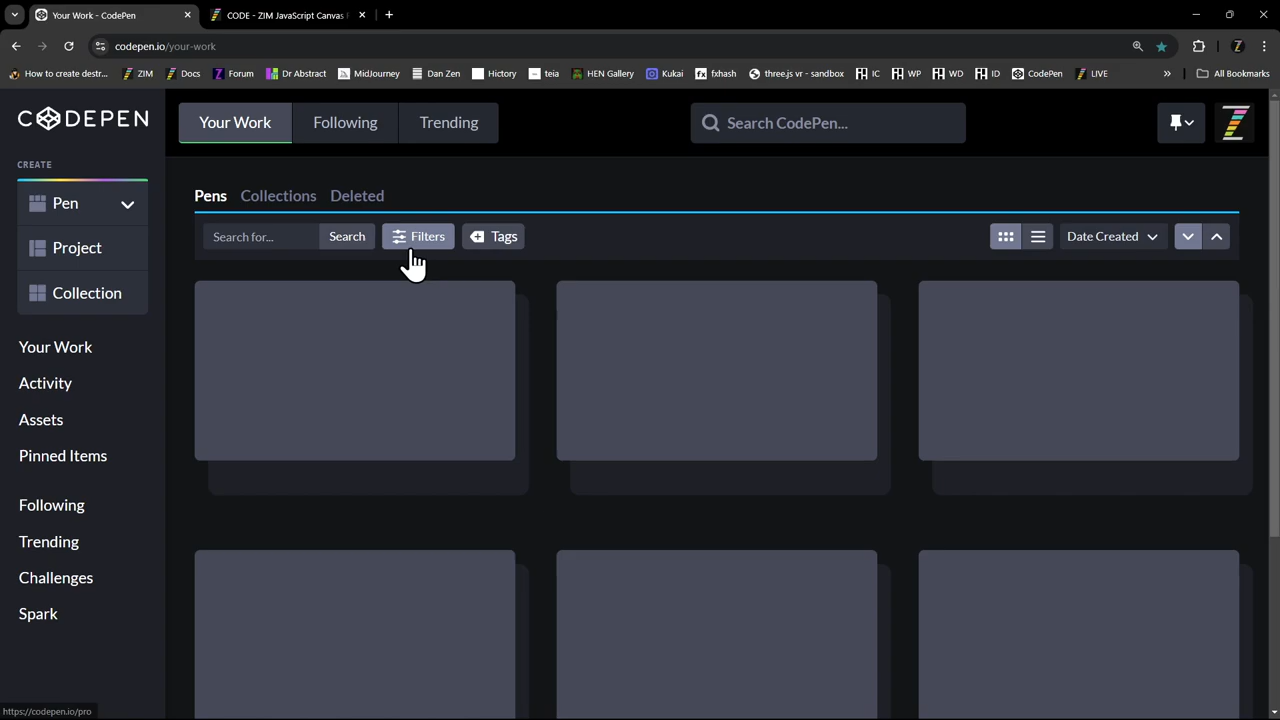 Your Work - CodePen
CODE - ZIM JavaScript Canvas
codepen.io/your-work
How to create destr...
ZIM
Docs
Forum
Dr Abstract
MidJourney
Dan Zen
Hictory
teia
HEN Gallery
Kukai
fxhash
three.js vr - sandbox
IC
WP
WD
ID
CodePen
LIVE
»
All Bookmarks
CODEPEN
Your Work
Following
Trending
Search CodePen...
CREATE
Pen
Project
Collection
Your Work
Activity
Assets
Pinned Items
Following
Trending
Challenges
Spark
Pens
Collections
Deleted
Search for...
Search
Filters
Tags
Date Created
https://codepen.io/pro